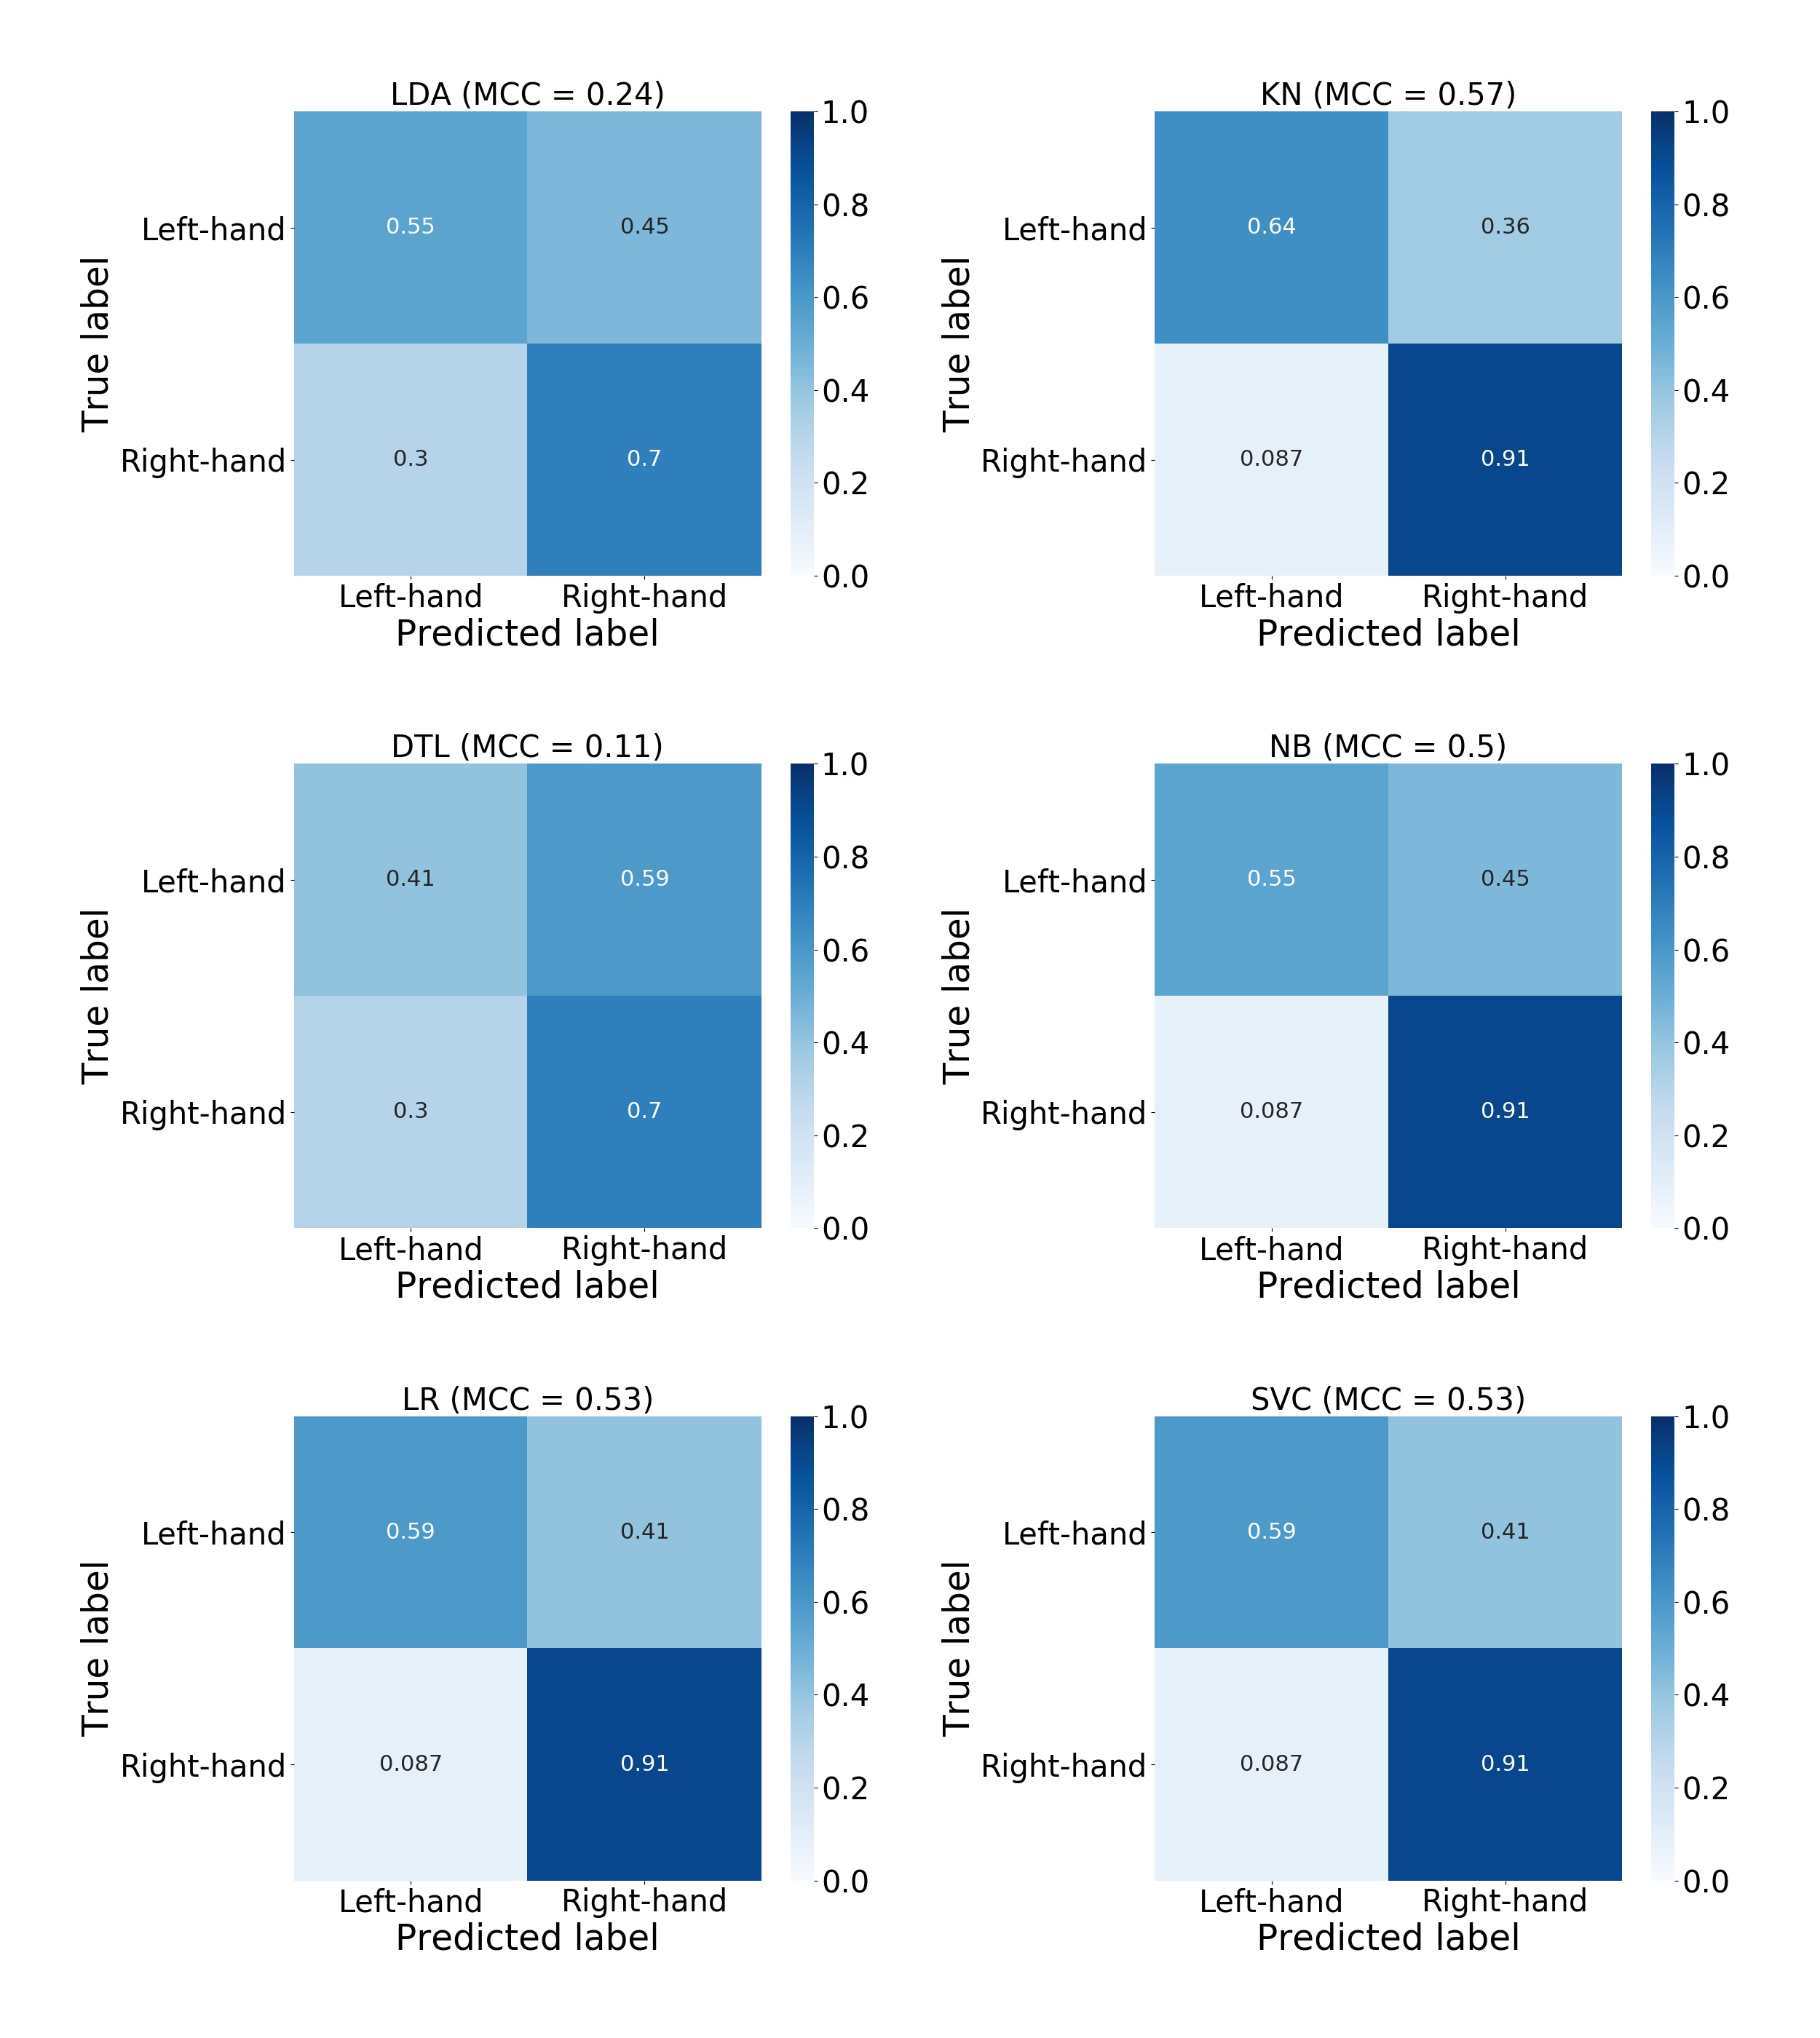 LDA (MCC = 0.24)
True label
Left-hand
0.55 0.45
Right-hand
0.3 0.7
Left-hand Right-hand
Predicted label
1.0
0.8
0.6
0.4
0.2
0.0
KN (MCC = 0.57)
True label
Left-hand
0.64 0.36
Right-hand
0.087 0.91
Left-hand Right-hand
Predicted label
1.0
0.8
0.6
0.4
0.2
0.0
DTL (MCC = 0.11)
True label
Left-hand
0.41 0.59
Right-hand
0.3 0.7
Left-hand Right-hand
Predicted label
1.0
0.8
0.6
0.4
0.2
0.0
NB (MCC = 0.5)
True label
Left-hand
0.55 0.45
Right-hand
0.087 0.91
Left-hand Right-hand
Predicted label
1.0
0.8
0.6
0.4
0.2
0.0
LR (MCC = 0.53)
True label
Left-hand
0.59 0.41
Right-hand
0.087 0.91
Left-hand Right-hand
Predicted label
1.0
0.8
0.6
0.4
0.2
0.0
SVC (MCC = 0.53)
True label
Left-hand
0.59 0.41
Right-hand
0.087 0.91
Left-hand Right-hand
Predicted label
1.0
0.8
0.6
0.4
0.2
0.0